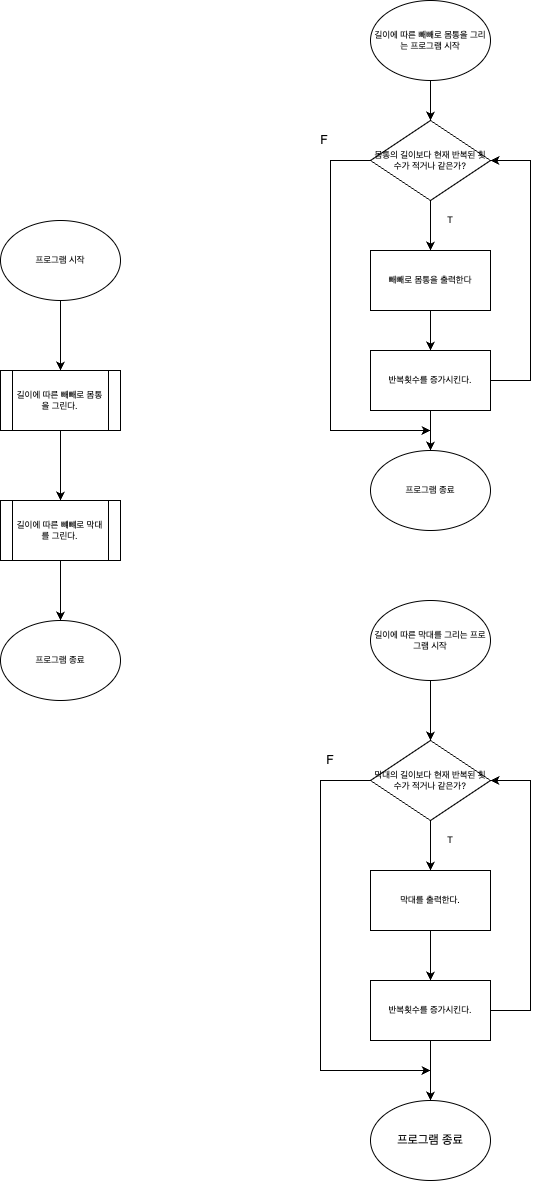 프로그램 시작
길이에 따른 빼빼로 몸통
을 그린다.
길이에 따른 빼빼로 막대
를 그린다.
프로그램 종료
길이에 따른 빼빼로 몸통을 그리
는 프로그램 시작
F
몸통의 길이보다 현재 반복된 횟
수가 적거나 같은가?
T
빼빼로 몸통을 출력한다
반복횟수를 증가시킨다.
프로그램 종료
길이에 따른 막대를 그리는 프로
그램 시작
F
막대의 길이보다 현재 반복된 횟
수가 적거나 같은가?
T
막대를 출력한다.
반복횟수를 증가시킨다.
프로그램 종료